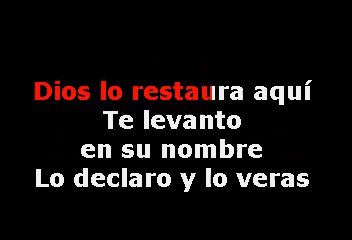 Dios lo restaura aquí
Te levanto
en su nombre
Lo declaro y lo veras